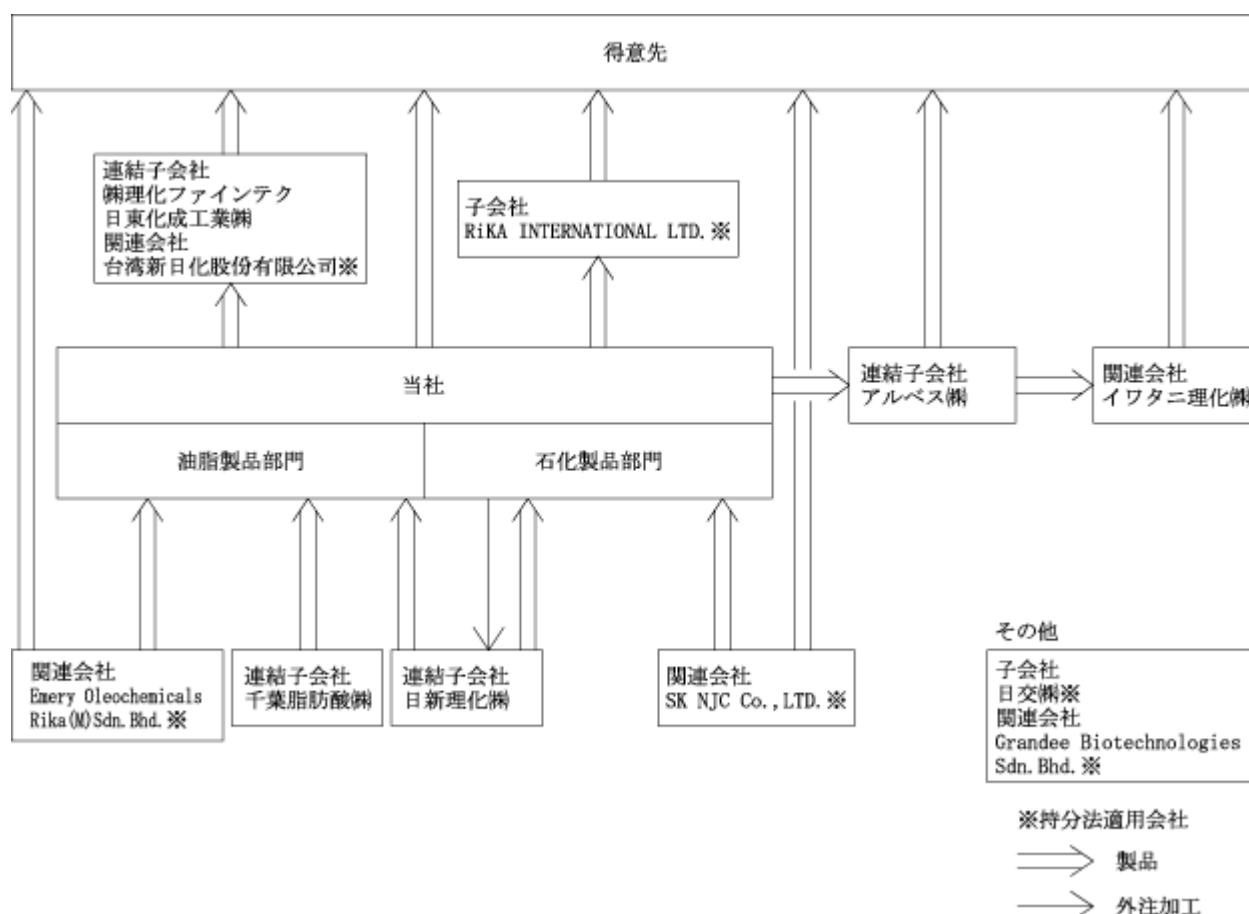 得意先
連結子会社
㈱理化ファインテク
日東化成工業㈱
関連会社
台湾新日化股份有限公司※
子会社
RiKA INTERNATIONAL LTD.※
当社
連結子会社
アルベス㈱
関連会社
イワタニ理化㈱
油脂製品部門
石化製品部門
関連会社
Emery Oleochemicals
Rika(M)Sdn.Bhd.※
連結子会社
千葉脂肪酸㈱
連結子会社
日新理化㈱
関連会社
SK NJC Co.,LTD.※
その他
子会社
日交㈱※
関連会社
Grandee Biotechnologies
Sdn.Bhd.※
※持分法適用会社
製品
外注加工